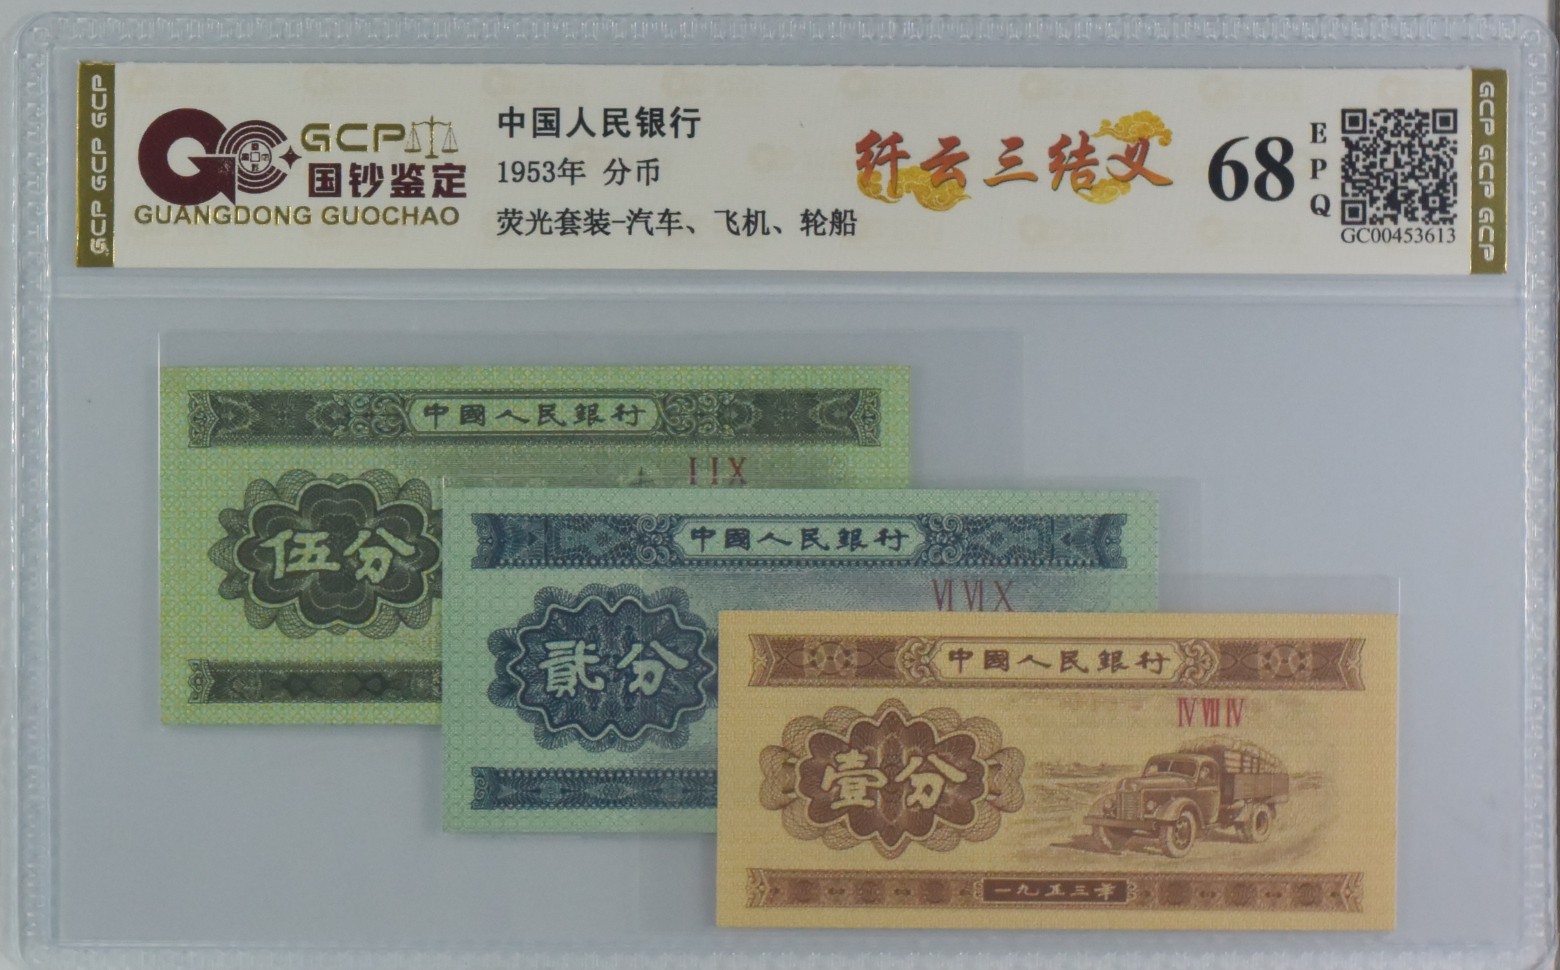 GCP GCP GCP
GCP
国钞鉴定
GUANGDONG GUOCHAO
中国人民银行
1953年 分币
荧光套装-汽车、飞机、轮船
纤云三结义
68
EPQ
GC00453613
GCP GCP GCP
中國人民銀行
IIX
伍分
中國人民銀行
VI VI X
貳分
中國人民銀行
IV VII IV
壹分
一九五三年